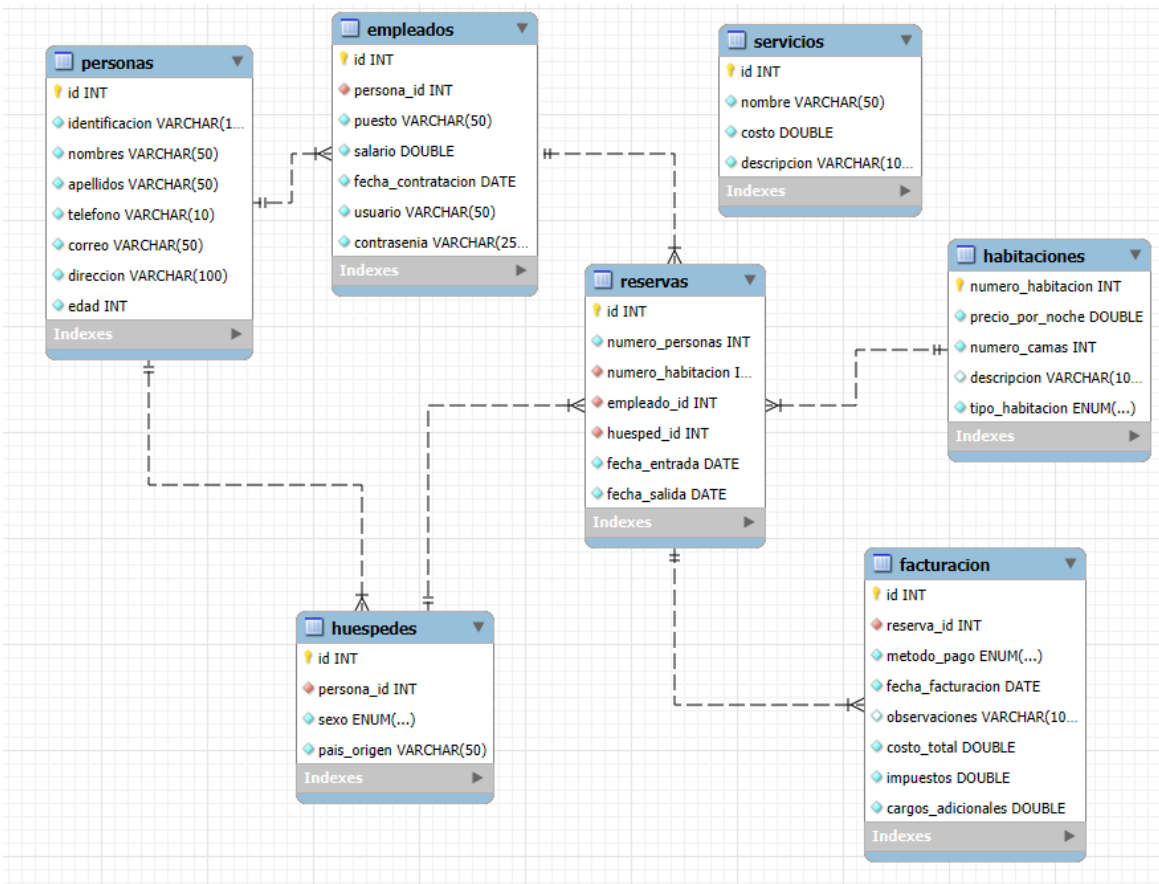 personas
id INT
identificacion VARCHAR(1...
nombres VARCHAR(50)
apellidos VARCHAR(50)
telefono VARCHAR(10)
correo VARCHAR(50)
direccion VARCHAR(100)
edad INT
Indexes
empleados
id INT
persona_id INT
puesto VARCHAR(50)
salario DOUBLE
fecha_contratacion DATE
usuario VARCHAR(50)
contrasenia VARCHAR(25...
Indexes
servicios
id INT
nombre VARCHAR(50)
costo DOUBLE
descripcion VARCHAR(10...
Indexes
reservas
id INT
numero_personas INT
numero_habitacion I...
empleado_id INT
huesped_id INT
fecha_entrada DATE
fecha_salida DATE
Indexes
habitaciones
numero_habitacion INT
precio_por_noche DOUBLE
numero_camas INT
descripcion VARCHAR(10...
tipo_habitacion ENUM(...)
Indexes
huespedes
id INT
persona_id INT
sexo ENUM(...)
pais_origen VARCHAR(50)
Indexes
facturacion
id INT
reserva_id INT
metodo_pago ENUM(...)
fecha_facturacion DATE
observaciones VARCHAR(10...
costo_total DOUBLE
impuestos DOUBLE
cargos_adicionales DOUBLE
Indexes